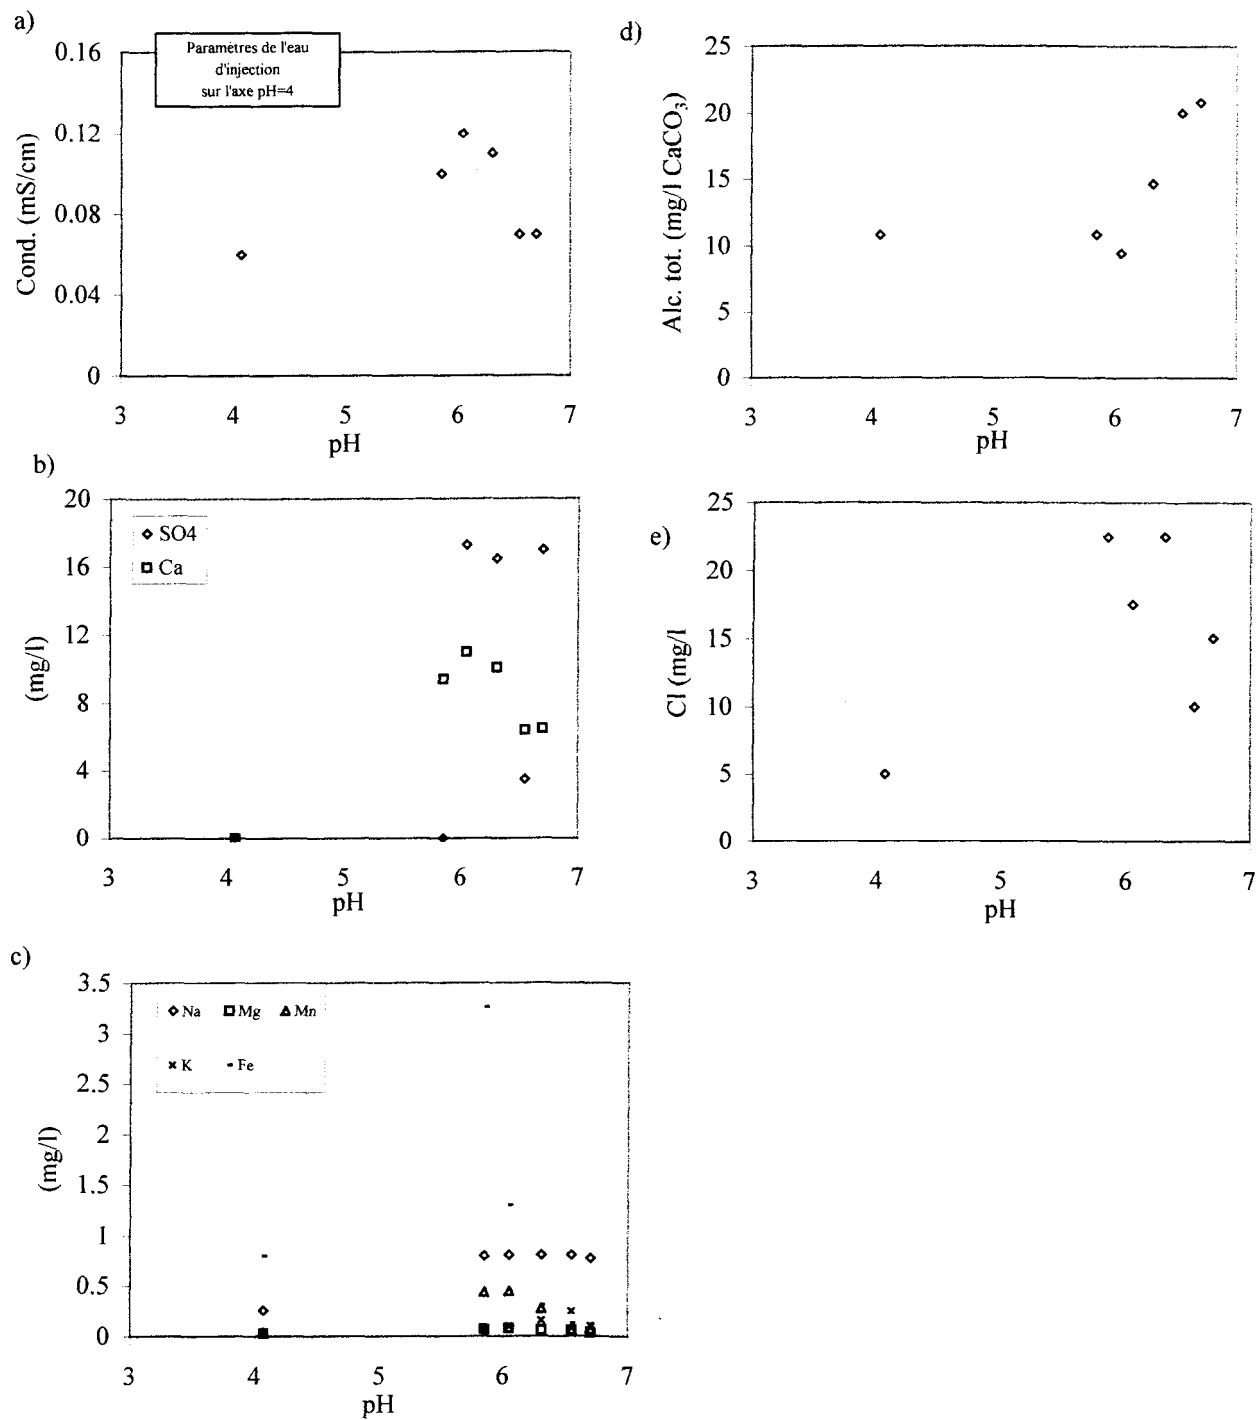 a)
Paramètres de l'eau
d'injection
sur l'axe pH=4
0.16
0.12
0.08
0.04
0
Cond. (mS/cm)
3 4 5 6 7
pH
d)
25
20
15
10
5
0
Alc. tot. (mg/l CaCO3)
3 4 5 6 7
pH
b)
20
16
12
8
4
0
(mg/l)
SO4
Ca
3 4 5 6 7
pH
e)
25
20
15
10
5
0
Cl (mg/l
3 4 5 6 7
pH
c)
3.5
3
2.5
2
1.5
1
0.5
0
(mg/l)
Na Mg Mn
K Fe
3 4 5 6 7
pH